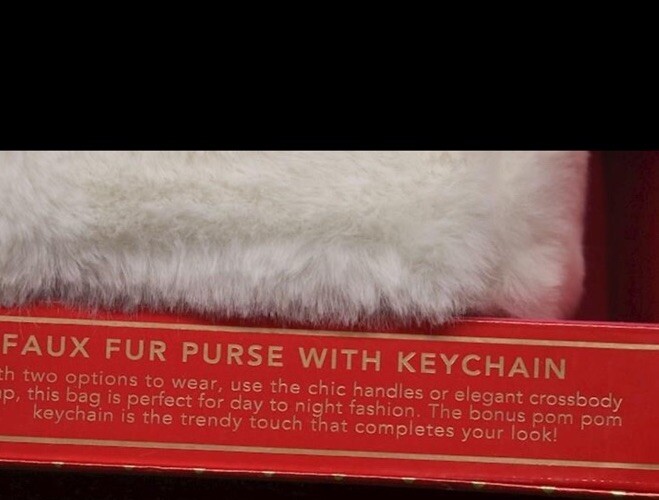 FAUX FUR PURSE WITH KEYCHAIN
two options to wear, use the chic handles or elegant crossbody
this bag is perfect for day to night fashion. The bonus pom pom
keychain is the trendy touch that completes your look!